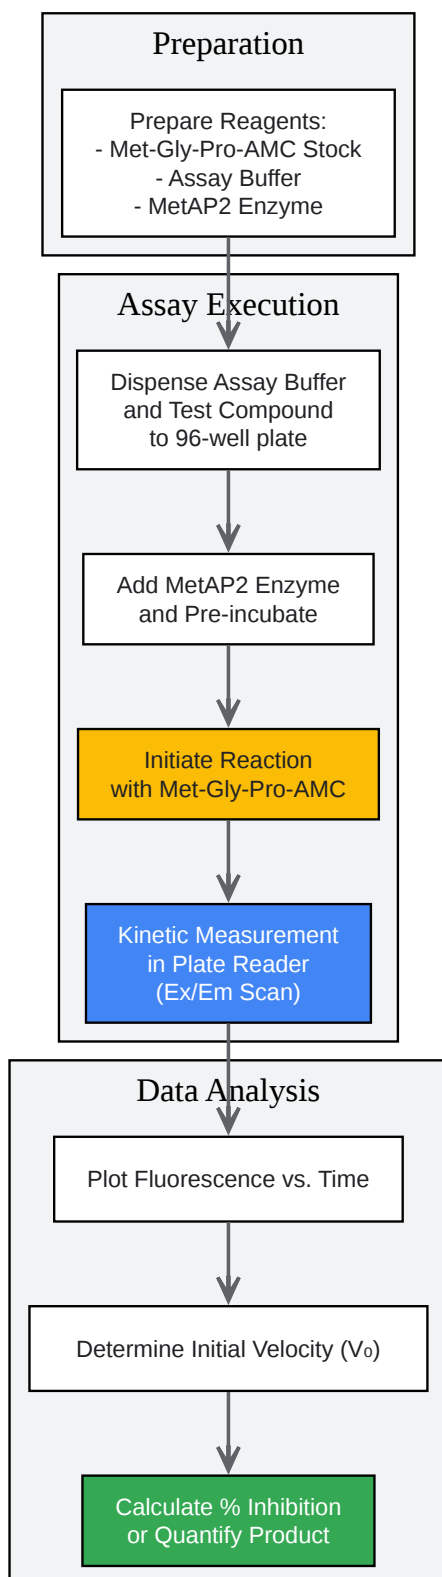 Preparation
Prepare Reagents:
- Met-Gly-Pro-AMC Stock
- Assay Buffer
- MetAP2 Enzyme
Assay Execution
Dispense Assay Buffer
and Test Compound
to 96-well plate
Add MetAP2 Enzyme
and Pre-incubate
Initiate Reaction
with Met-Gly-Pro-AMC
Kinetic Measurement
in Plate Reader
(Ex/Em Scan)
Data Analysis
Plot Fluorescence vs. Time
Determine Initial Velocity (V₀)
Calculate % Inhibition
or Quantify Product